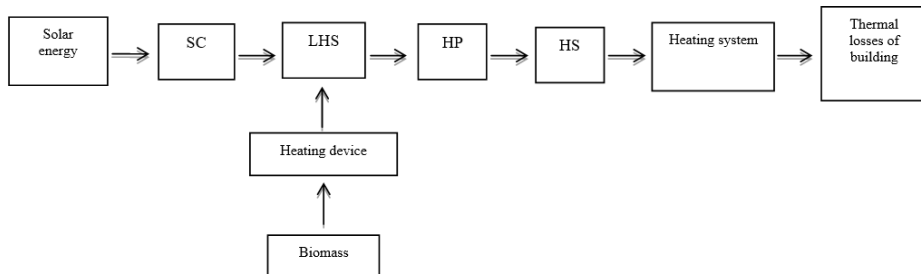 Solar
energy
SC
LHS
HP
HS
Heating system
Thermal
losses of
building
Heating device
Biomass